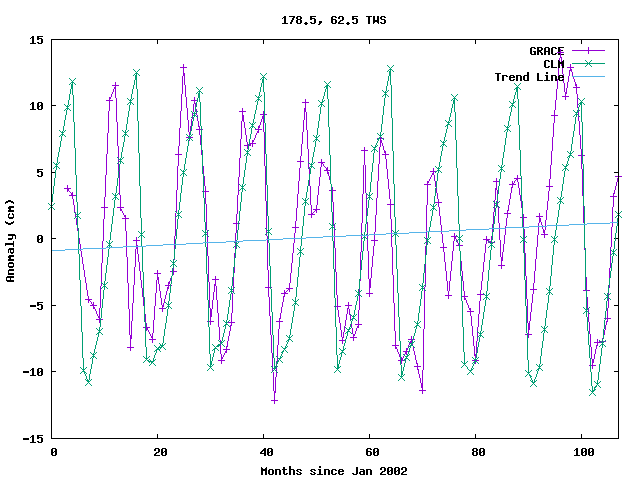 178.5, 62.5 TWS
GRACE
CLM
Trend Line
15
10
5
0
-5
-10
-15
Anomaly (cm)
0 20 40 60 80 100
Months since Jan 2002